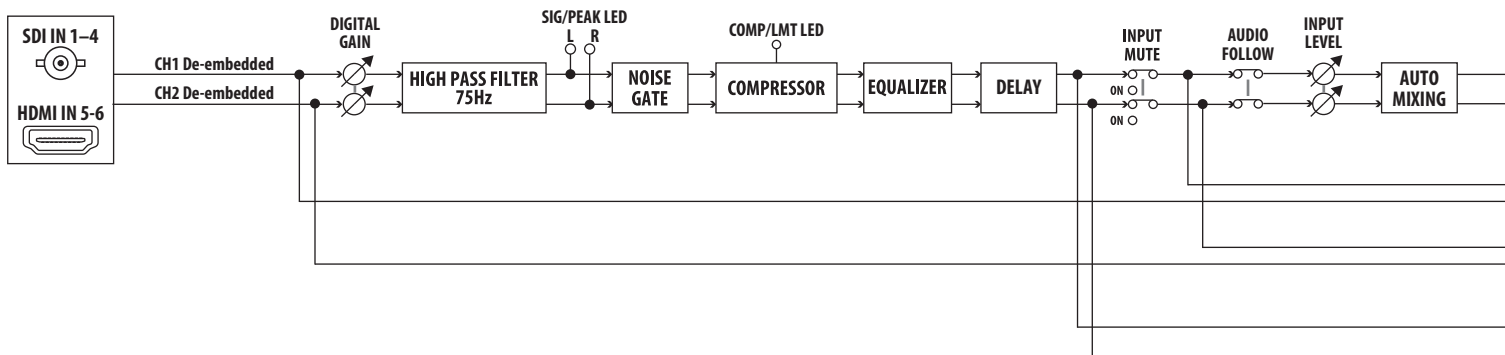 SDI IN 1–4
HDMI IN 5-6
CH1 De-embedded
CH2 De-embedded
DIGITAL
GAIN
HIGH PASS FILTER
75Hz
SIG/PEAK LED
L R
NOISE
GATE
COMP/LMT LED
COMPRESSOR
EQUALIZER
DELAY
INPUT
MUTE
ON
ON
AUDIO
FOLLOW
INPUT
LEVEL
AUTO
MIXING